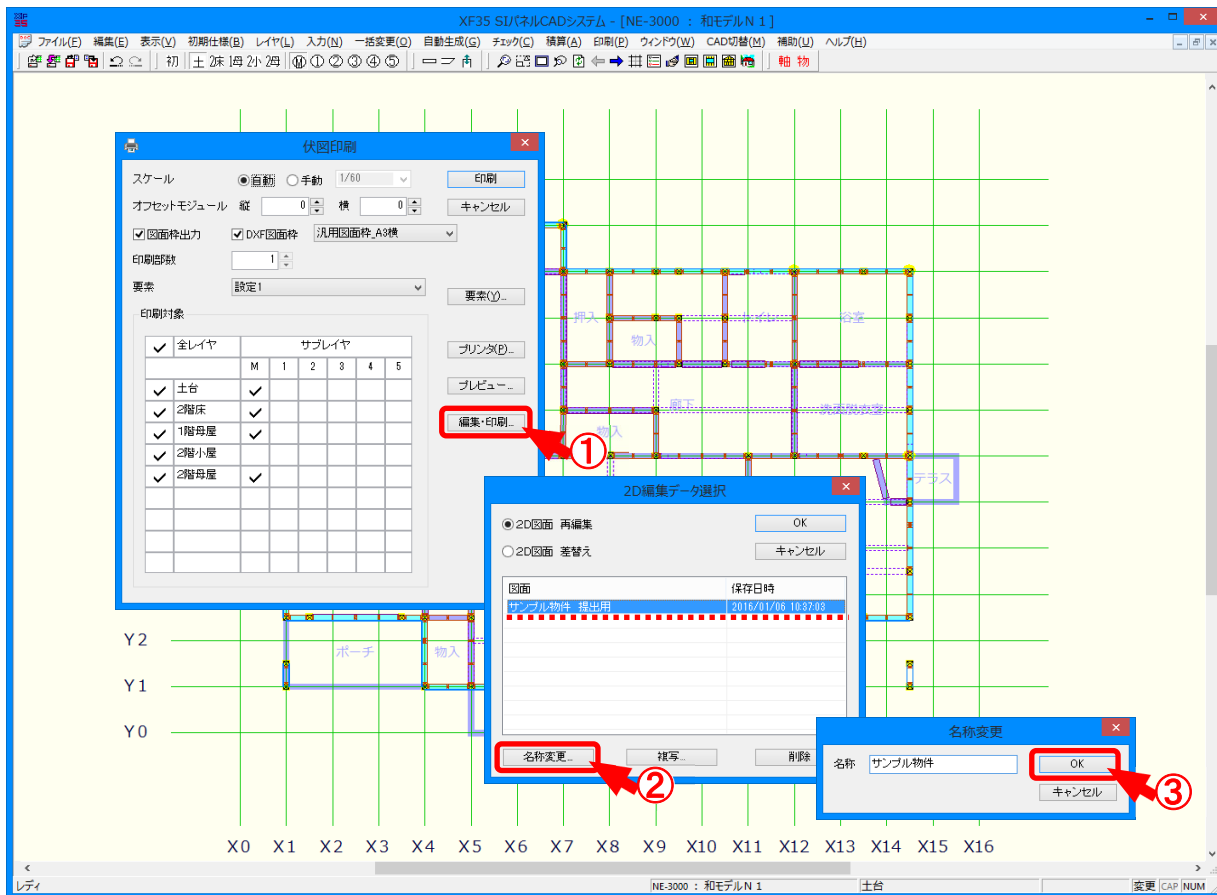 XF35 SIパネルCADシステム - [NE-3000 ： 和モデルN 1 ]
ファイル(F) 編集(E) 表示(V) 初期仕様(B) レイヤ(L) 入力(N) 一括変更(O) 自動生成(G) チェック(C) 積算(A) 印刷(P) ウィンドウ(W) CAD切替(M) 補助(U) ヘルプ(H)
初 土 2床 1母 2小 2母 Ⓜ ① ② ③ ④ ⑤ 軸 物
伏図印刷
スケール 自動 手動 1/60 印刷
オフセットモジュール 縦 0 横 0 キャンセル
図面枠出力 DXF図面枠 汎用図面枠_A3横
印刷部数 1
要素 設定1 要素(Y)...
印刷対象
全レイヤ サブレイヤ
M 1 2 3 4 5
土台
2階床
1階母屋
2階小屋
2階母屋
プリンタ(P)...
プレビュー...
編集・印刷...
①
押入 物入 トイレ 浴室
廊下 洗面脱衣室
物入
テラス
2D編集データ選択
2D図面 再編集 OK
2D図面 差替え キャンセル
図面 保存日時
サンプル物件 提出用 2016/01/06 10:37:03
名称変更... 複写... 削除
②
名称変更
名称 サンプル物件 OK
キャンセル
③
ポーチ 物入
Y2
Y1
Y0
X0 X1 X2 X3 X4 X5 X6 X7 X8 X9 X10 X11 X12 X13 X14 X15 X16
レディ NE-3000 ： 和モデルN 1 土台 変更 CAP NUM